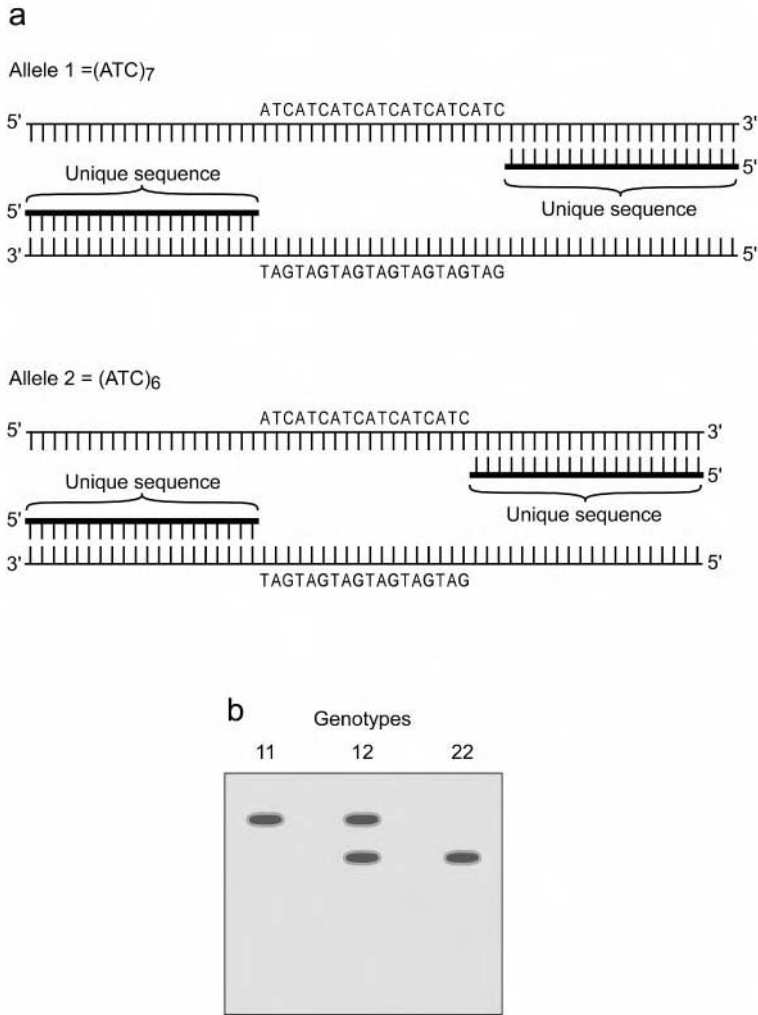 a
Allele 1 =(ATC)7
ATCATCATCATCATCATCATC
5' 3'
Unique sequence 5'
5' Unique sequence
3' 5'
TAGTAGTAGTAGTAGTAGTAG
Allele 2 = (ATC)6
ATCATCATCATCATCATC
5' 3'
Unique sequence 5'
5' Unique sequence
3' 5'
TAGTAGTAGTAGTAGTAG
b
Genotypes
11 12 22